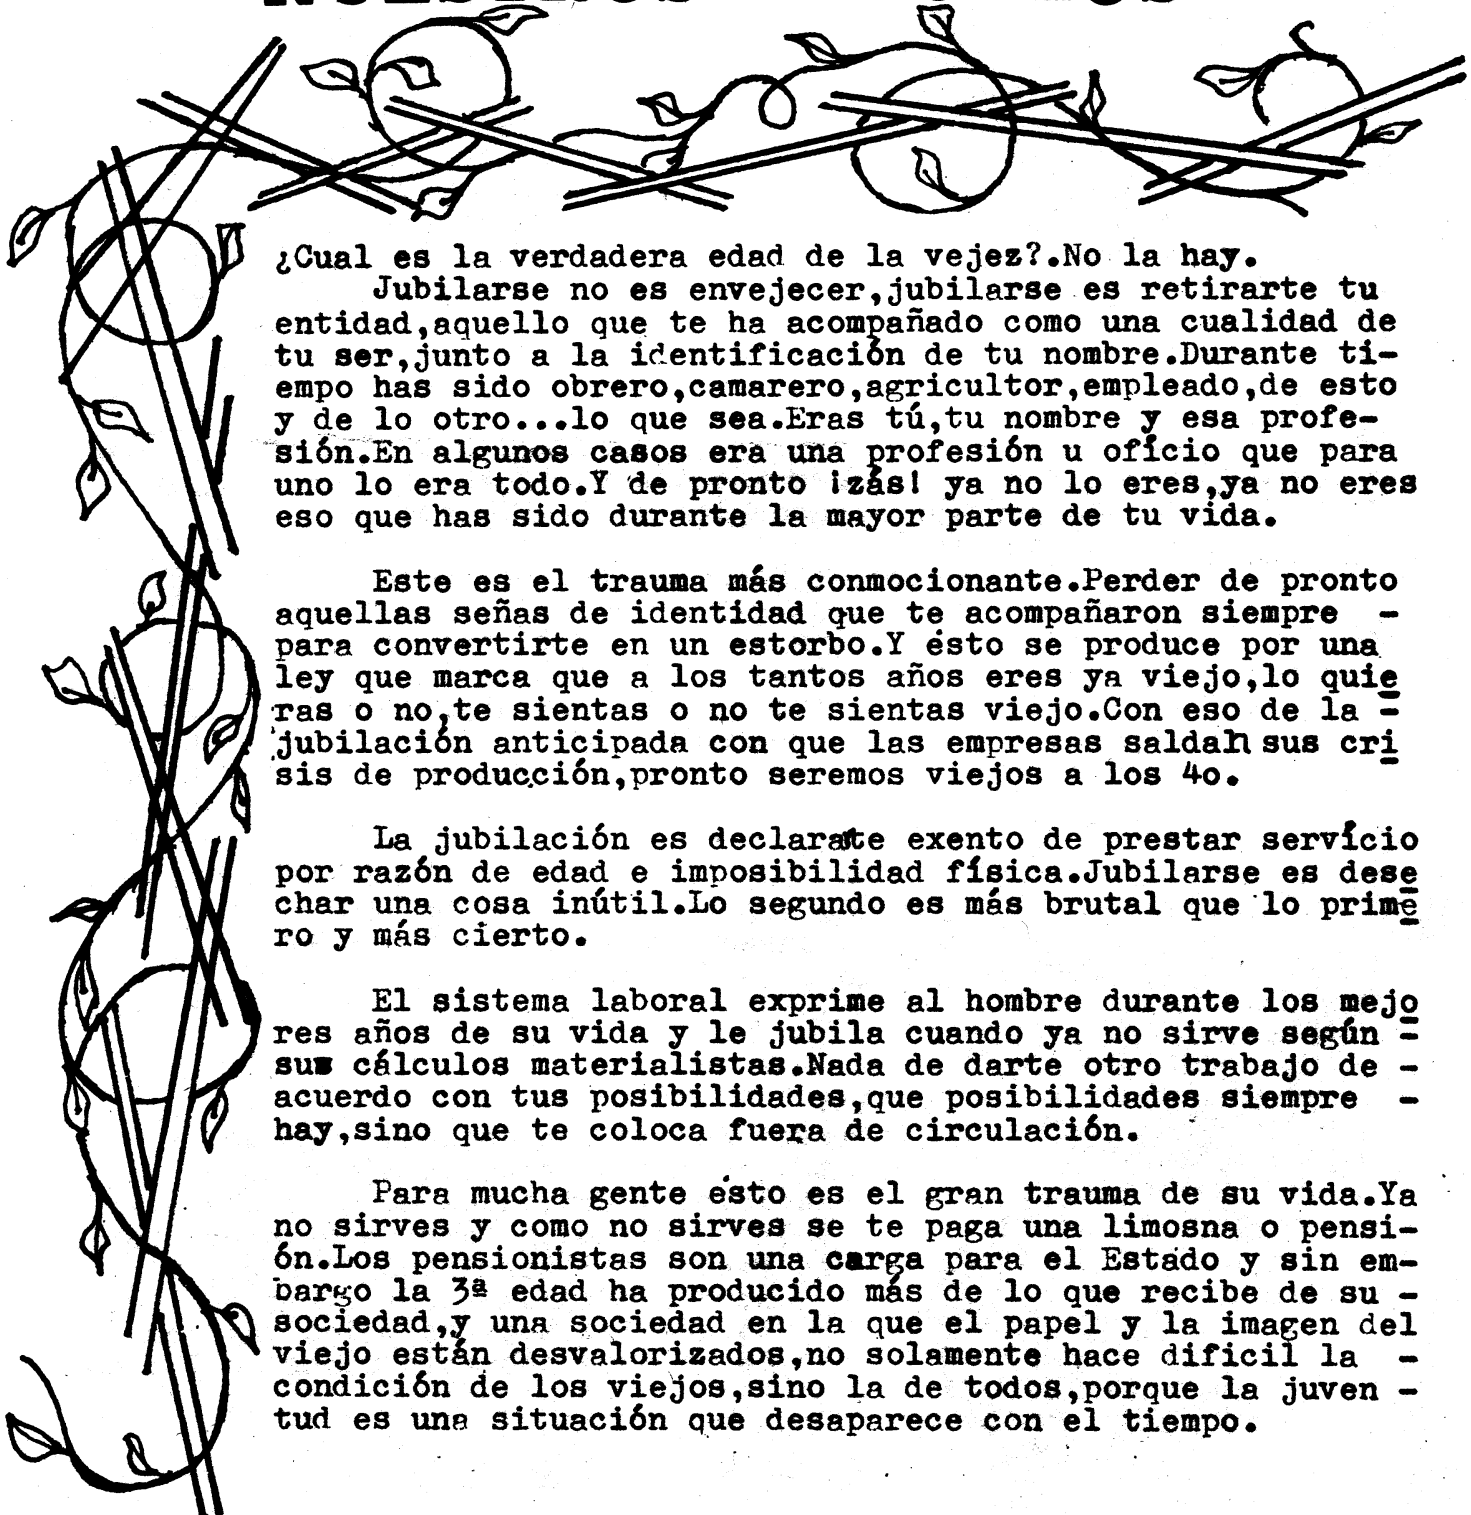 ¿Cual es la verdadera edad de la vejez?.No la hay.
Jubilarse no es envejecer,jubilarse es retirarte tu
entidad,aquello que te ha acompañado como una cualidad de
tu ser,junto a la identificación de tu nombre.Durante ti-
empo has sido obrero,camarero,agricultor,empleado,de esto
y de lo otro...lo que sea.Eras tú,tu nombre y esa profe-
sión.En algunos casos era una profesión u oficio que para
uno lo era todo.Y de pronto ¡zás! ya no lo eres,ya no eres
eso que has sido durante la mayor parte de tu vida.
Este es el trauma más conmocionante.Perder de pronto
aquellas señas de identidad que te acompañaron siempre -
para convertirte en un estorbo.Y ésto se produce por una
ley que marca que a los tantos años eres ya viejo,lo quie
ras o no,te sientas o no te sientas viejo.Con eso de la -
jubilación anticipada con que las empresas saldan sus cri
sis de producción,pronto seremos viejos a los 4o.
La jubilación es declararte exento de prestar servício
por razón de edad e imposibilidad física.Jubilarse es dese
char una cosa inútil.Lo segundo es más brutal que lo prime
ro y más cierto.
El sistema laboral exprime al hombre durante los mejo
res años de su vida y le jubila cuando ya no sirve según -
sus cálculos materialistas.Nada de darte otro trabajo de -
acuerdo con tus posibilidades,que posibilidades siempre -
hay,sino que te coloca fuera de circulación.
Para mucha gente ésto es el gran trauma de su vida.Ya
no sirves y como no sirves se te paga una limosna o pensi-
ón.Los pensionistas son una carga para el Estado y sin em-
bargo la 3ª edad ha producido más de lo que recibe de su -
sociedad,y una sociedad en la que el papel y la imagen del
viejo están desvalorizados,no solamente hace dificil la -
condición de los viejos,sino la de todos,porque la juven -
tud es una situación que desaparece con el tiempo.